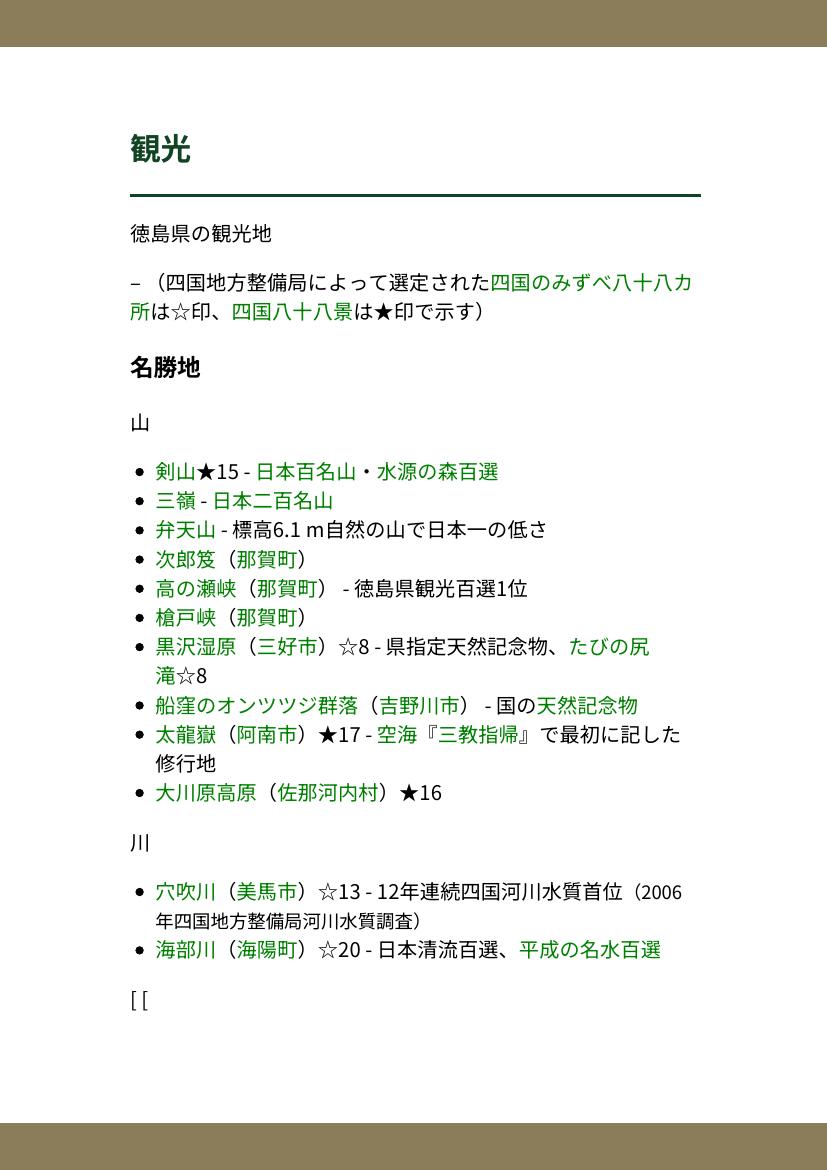 観光
徳島県の観光地
– （四国地方整備局によって選定された四国のみずべ八十八カ
所は☆印、四国八十八景は★印で示す）
名勝地
山
• 剣山★15 - 日本百名山・水源の森百選
• 三嶺 - 日本二百名山
• 弁天山 - 標高6.1 m自然の山で日本一の低さ
• 次郎笈（那賀町）
• 高の瀬峡（那賀町） - 徳島県観光百選1位
• 槍戸峡（那賀町）
• 黒沢湿原（三好市）☆8 - 県指定天然記念物、たびの尻
滝☆8
• 船窪のオンツツジ群落（吉野川市） - 国の天然記念物
• 太龍嶽（阿南市）★17 - 空海『三教指帰』で最初に記した
修行地
• 大川原高原（佐那河内村）★16
川
• 穴吹川（美馬市）☆13 - 12年連続四国河川水質首位（2006
年四国地方整備局河川水質調査）
• 海部川（海陽町）☆20 - 日本清流百選、平成の名水百選
[ [